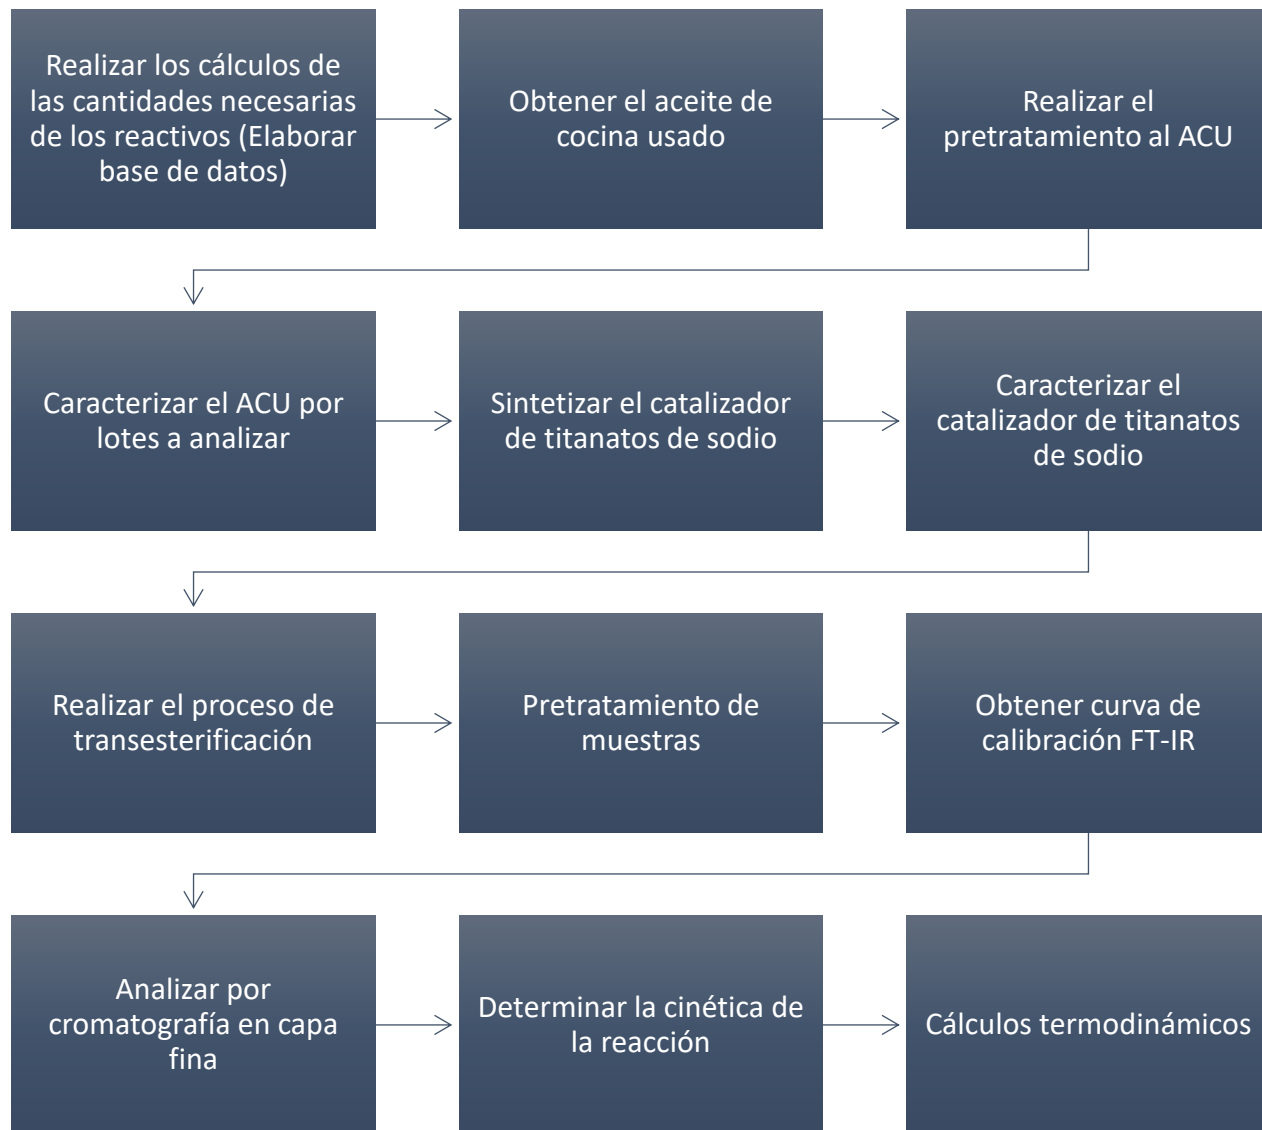 Realizar los cálculos de
las cantidades necesarias
de los reactivos (Elaborar
base de datos)
Obtener el aceite de
cocina usado
Realizar el
pretratamiento al ACU
Caracterizar el ACU por
lotes a analizar
Sintetizar el catalizador
de titanatos de sodio
Caracterizar el
catalizador de titanatos
de sodio
Realizar el proceso de
transesterificación
Pretratamiento de
muestras
Obtener curva de
calibración FT-IR
Analizar por
cromatografía en capa
fina
Determinar la cinética de
la reacción
Cálculos termodinámicos